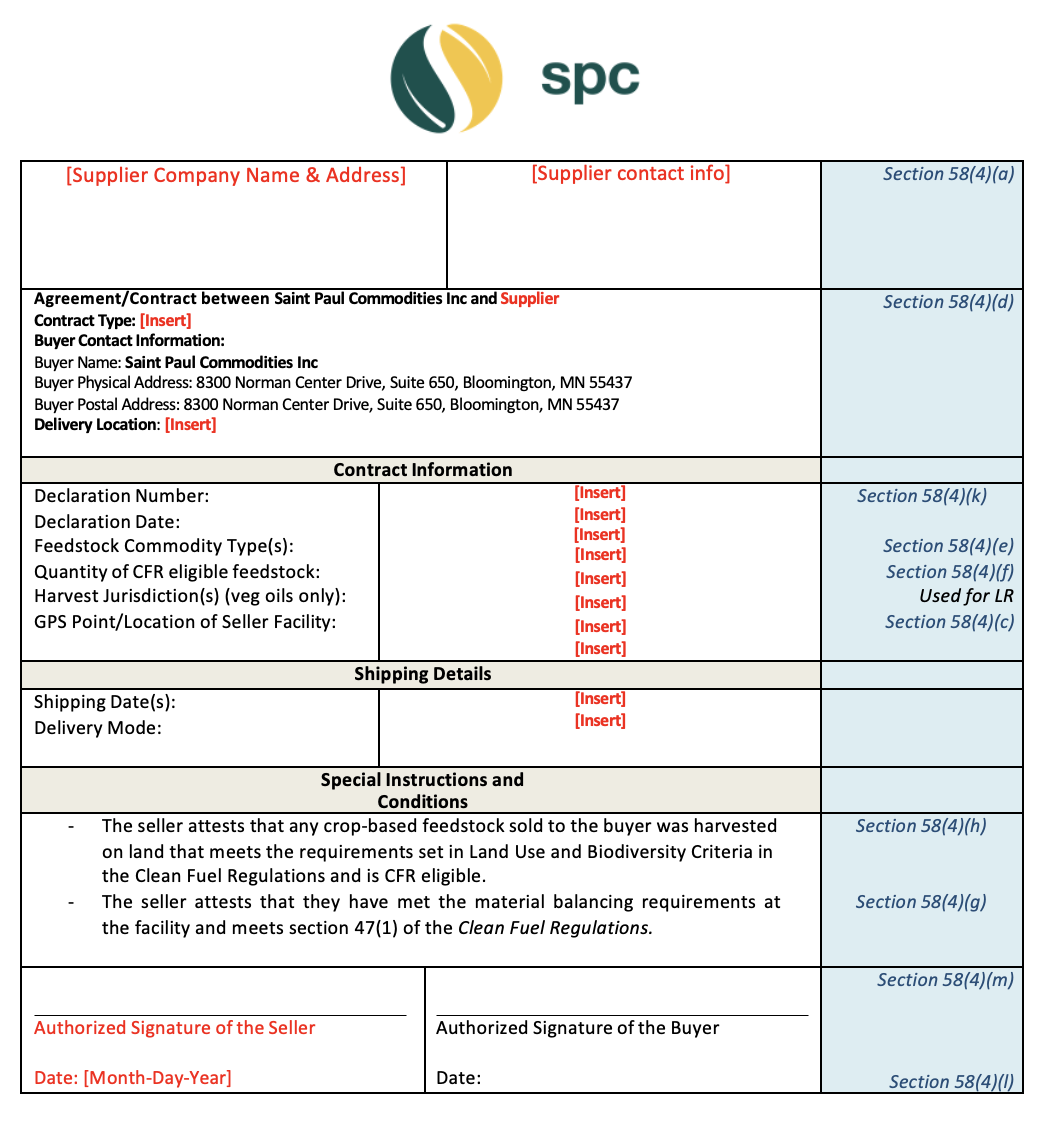 spc
[Supplier Company Name & Address]
[Supplier contact info]
Section 58(4)(a)
Agreement/Contract between Saint Paul Commodities Inc and Supplier
Section 58(4)(d)
Contract Type: [Insert]
Buyer Contact Information:
Buyer Name: Saint Paul Commodities Inc
Buyer Physical Address: 8300 Norman Center Drive, Suite 650, Bloomington, MN 55437
Buyer Postal Address: 8300 Norman Center Drive, Suite 650, Bloomington, MN 55437
Delivery Location: [Insert]
Contract Information
Declaration Number:
Declaration Date:
Feedstock Commodity Type(s):
Quantity of CFR eligible feedstock:
Harvest Jurisdiction(s) (veg oils only):
GPS Point/Location of Seller Facility:
[Insert]
[Insert]
[Insert]
[Insert]
[Insert]
[Insert]
[Insert]
[Insert]
Section 58(4)(k)
Section 58(4)(e)
Section 58(4)(f)
Used for LR
Section 58(4)(c)
Shipping Details
Shipping Date(s):
Delivery Mode:
[Insert]
[Insert]
Special Instructions and
Conditions
- The seller attests that any crop-based feedstock sold to the buyer was harvested
on land that meets the requirements set in Land Use and Biodiversity Criteria in
the Clean Fuel Regulations and is CFR eligible.
- The seller attests that they have met the material balancing requirements at
the facility and meets section 47(1) of the Clean Fuel Regulations.
Section 58(4)(h)
Section 58(4)(g)
Authorized Signature of the Seller
Date: [Month-Day-Year]
Authorized Signature of the Buyer
Date:
Section 58(4)(m)
Section 58(4)(l)